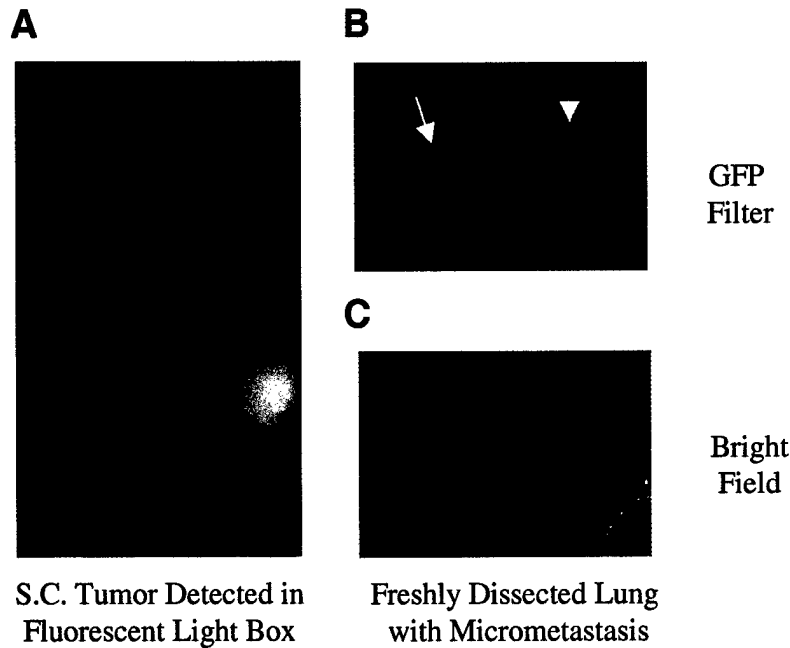 A
B
GFP
Filter
C
Bright
Field
S.C. Tumor Detected in
Fluorescent Light Box
Freshly Dissected Lung
with Micrometastasis